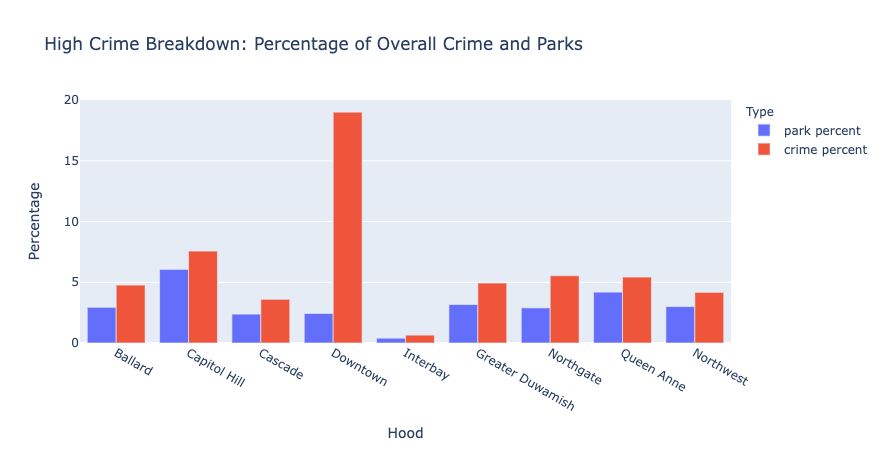 High Crime Breakdown: Percentage of Overall Crime and Parks
Type
park percent
crime percent
Percentage
20
15
10
5
0
Ballard
Capitol Hill
Cascade
Downtown
Interbay
Greater Duwamish
Northgate
Queen Anne
Northwest
Hood